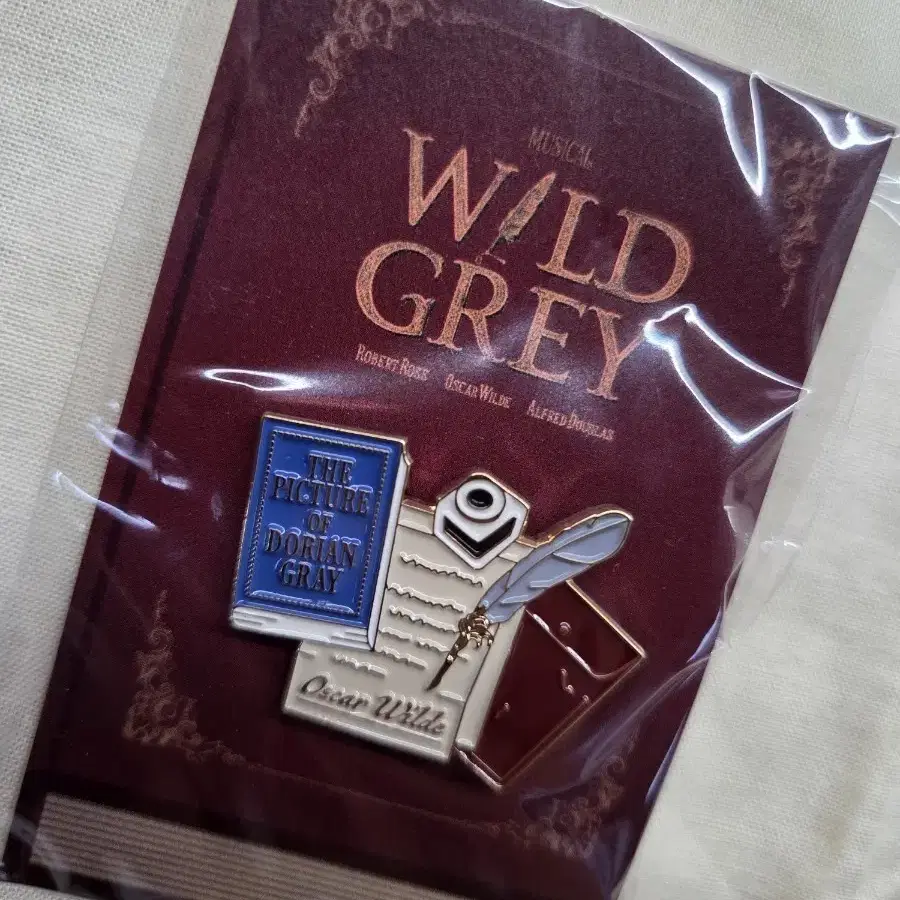 MUSICAL
WILD
GREY
ROBERT ROSS OSCAR WILDE ALFRED DOUGLAS
THE
PICTURE
OF
DORIAN
GRAY
Oscar Wilde